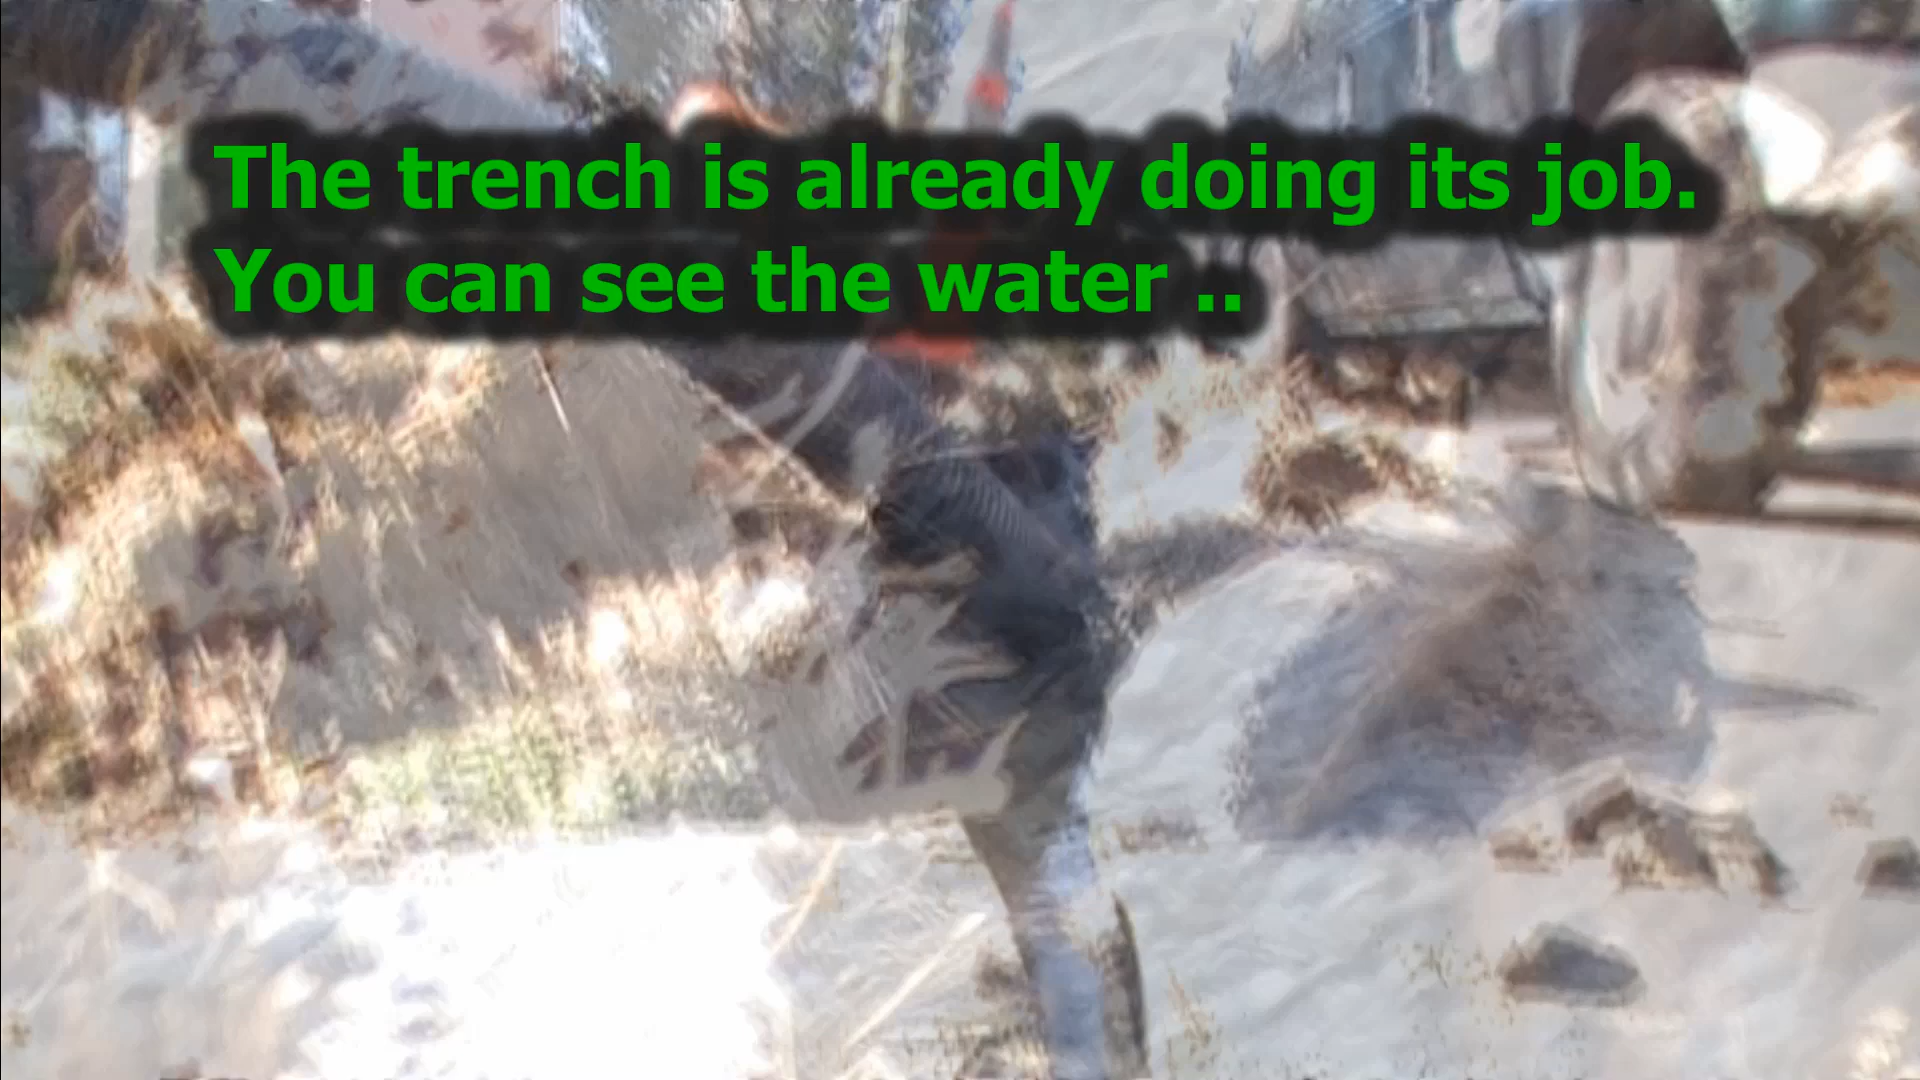 The trench is already doing its job.
You can see the water ..